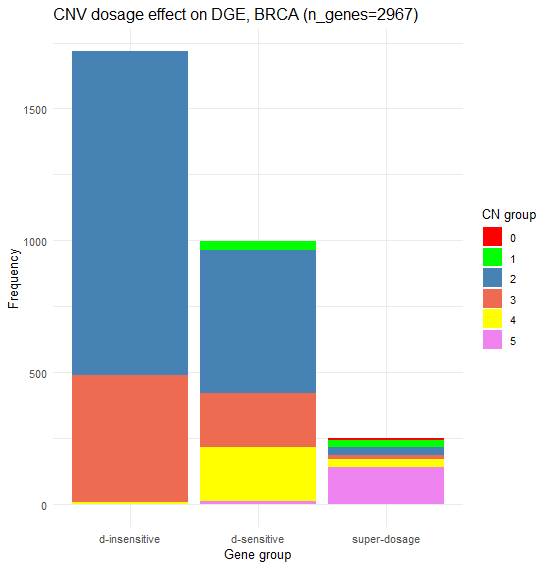 CNV dosage effect on DGE, BRCA (n_genes=2967)
Frequency
1500
1000
500
0
d-insensitive
d-sensitive
super-dosage
Gene group
CN group
0
1
2
3
4
5